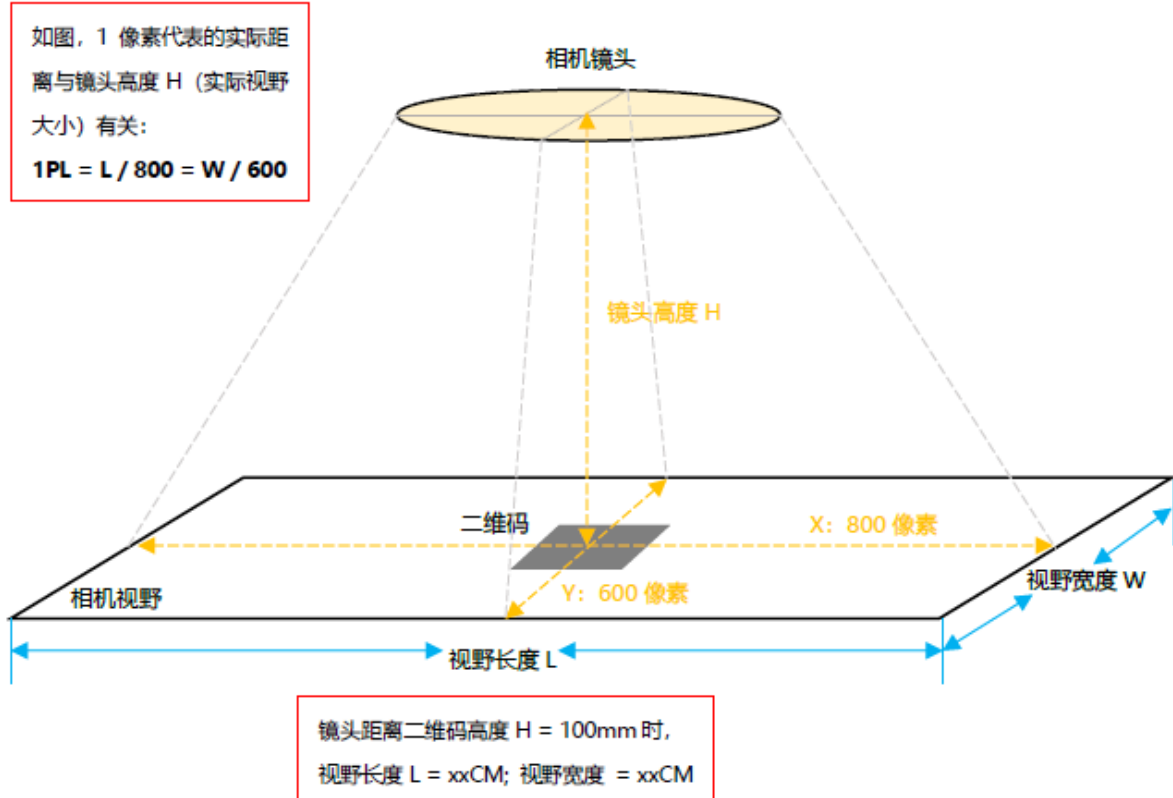 如图，1 像素代表的实际距
离与镜头高度 H（实际视野
大小）有关：
1PL = L / 800 = W / 600
相机镜头
镜头高度 H
二维码
X：800 像素
Y：600 像素
相机视野
视野宽度 W
视野长度 L
镜头距离二维码高度 H = 100mm 时，
视野长度 L = xxCM; 视野宽度 = xxCM